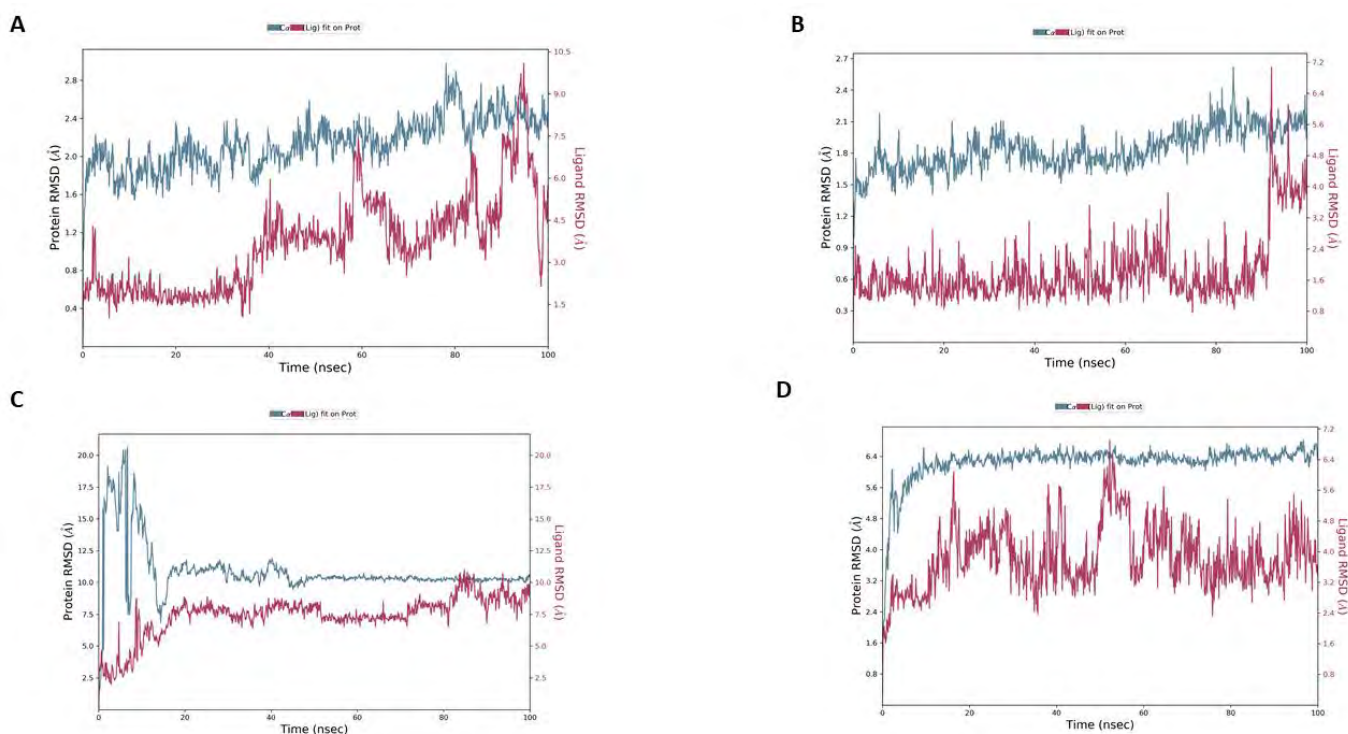 A
Cα (Lig) fit on Prot
Protein RMSD (Å)
2.8
2.4
2.0
1.6
1.2
0.8
0.4
10.5
9.0
7.5
6.0
4.5
3.0
1.5
Ligand RMSD (Å)
0 20 40 60 80 100
Time (nsec)
B
Cα (Lig) fit on Prot
Protein RMSD (Å)
2.7
2.4
2.1
1.8
1.5
1.2
0.9
0.6
0.3
7.2
6.4
5.6
4.8
4.0
3.2
2.4
1.6
0.8
Ligand RMSD (Å)
0 20 40 60 80 100
Time (nsec)
C
Cα (Lig) fit on Prot
Protein RMSD (Å)
20.0
17.5
15.0
12.5
10.0
7.5
5.0
2.5
20.0
17.5
15.0
12.5
10.0
7.5
5.0
2.5
Ligand RMSD (Å)
0 20 40 60 80 100
Time (nsec)
D
Cα (Lig) fit on Prot
Protein RMSD (Å)
6.4
5.6
4.8
4.0
3.2
2.4
1.6
0.8
7.2
6.4
5.6
4.8
4.0
3.2
2.4
1.6
0.8
Ligand RMSD (Å)
0 20 40 60 80 100
Time (nsec)